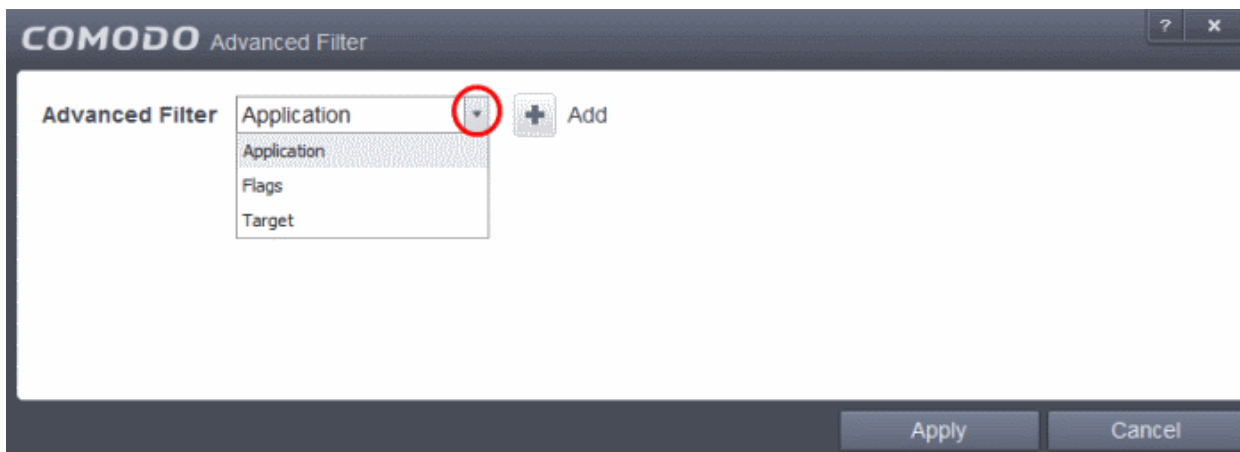 COMODO Advanced Filter ? x
Advanced Filter Application + Add
Application
Flags
Target
Apply Cancel